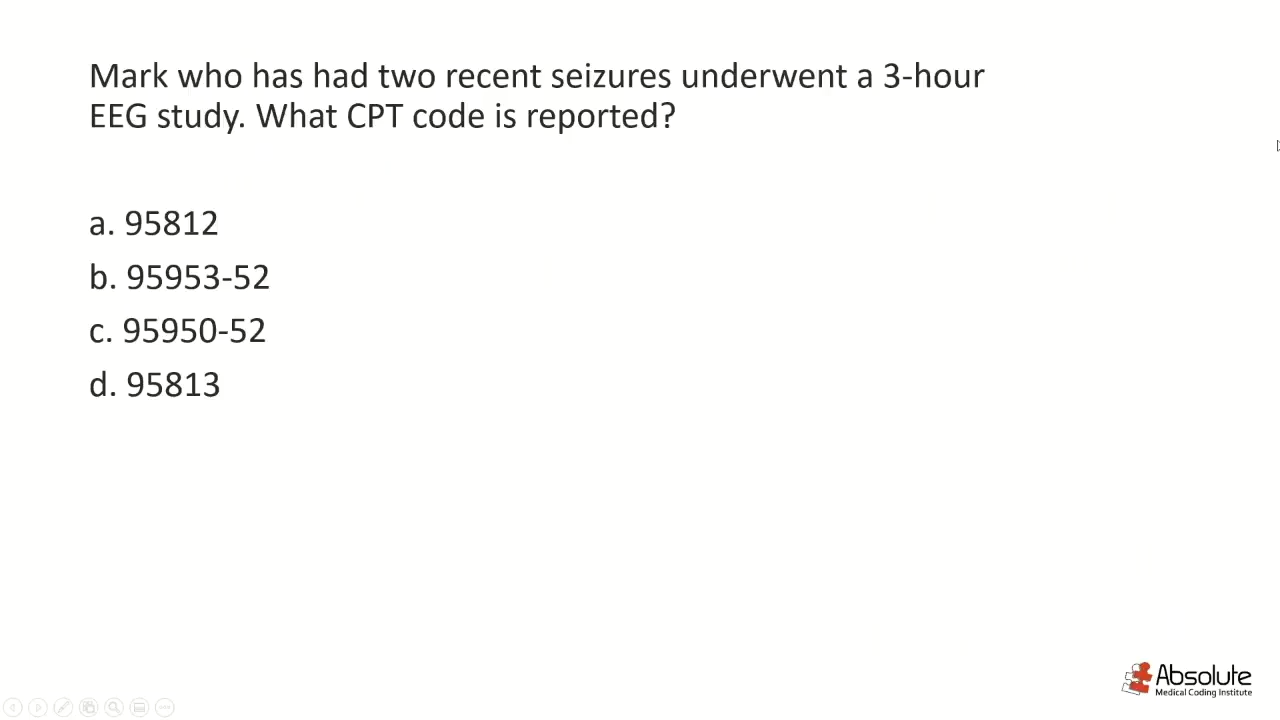 Mark who has had two recent seizures underwent a 3-hour
EEG study. What CPT code is reported?
a. 95812
b. 95953-52
c. 95950-52
d. 95813
Absolute
Medical Coding Institute